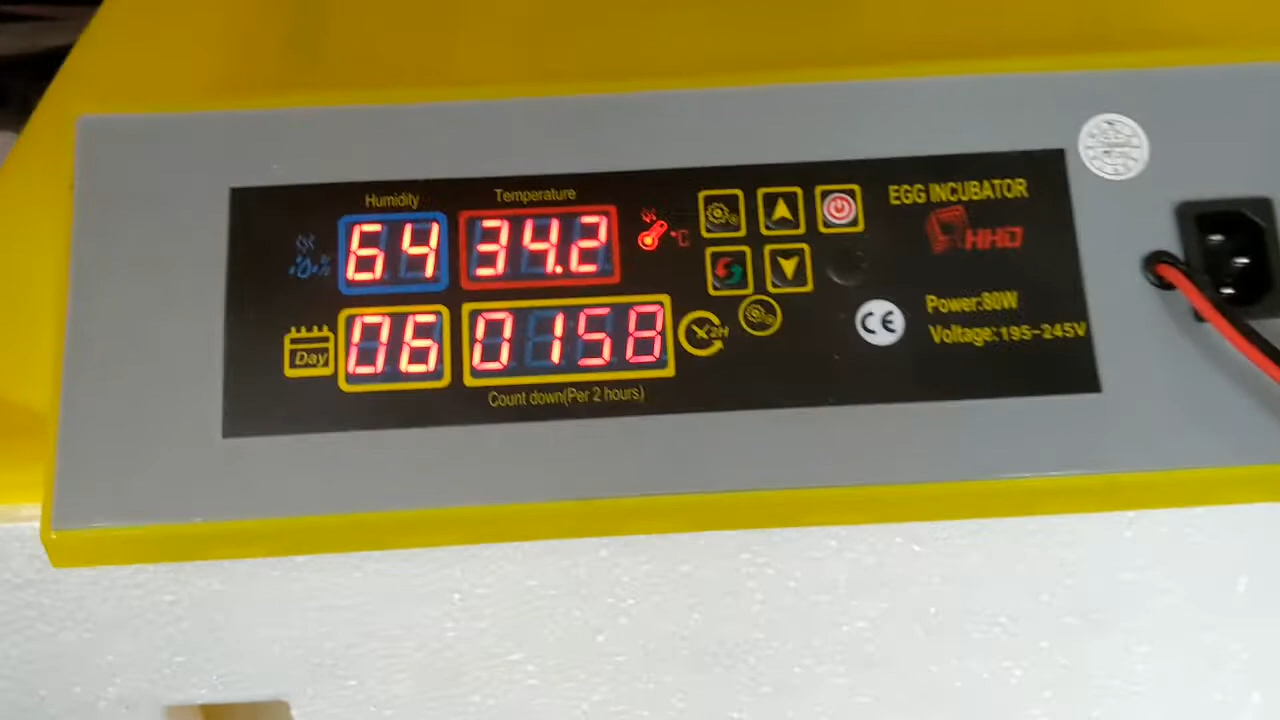 Humidity
Temperature
64
34.2
°C
EGG INCUBATOR
HHD
Day
06
0158
2H
CE
Power:80W
Voltage:195-245V
Count down(Per 2 hours)